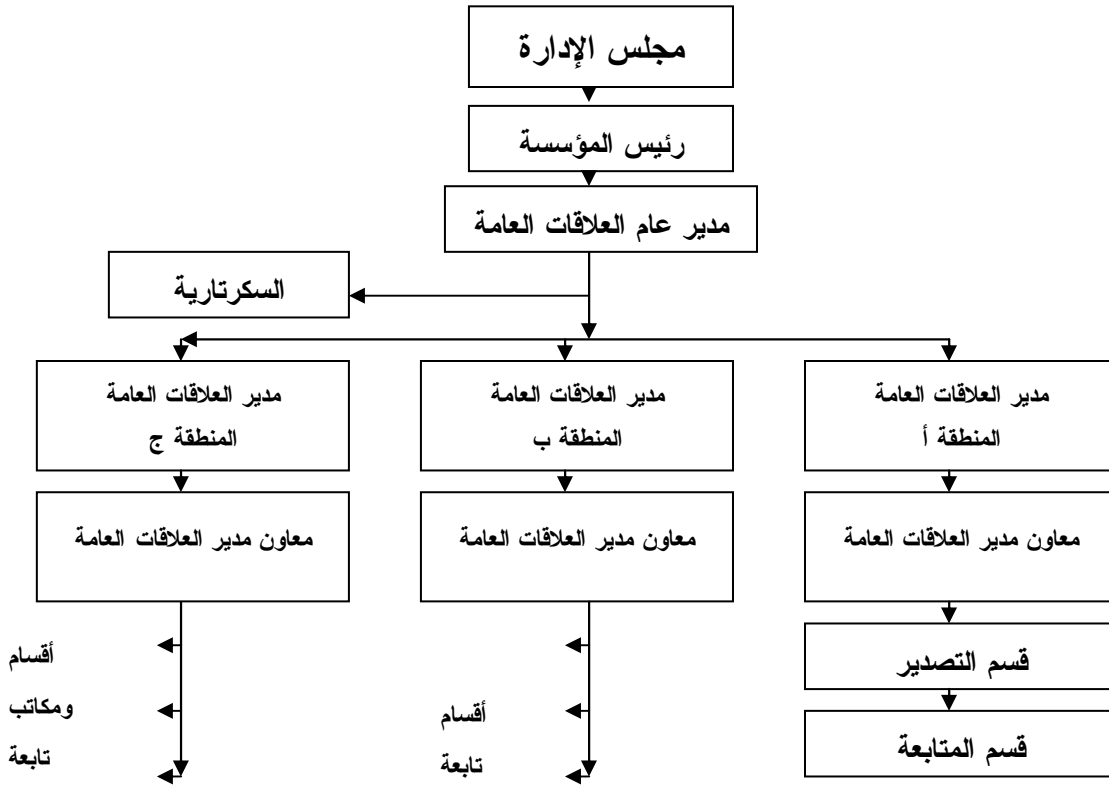 مجلس الإدارة
رئيس المؤسسة
مدير عام العلاقات العامة
السكرتارية
مدير العلاقات العامة
المنطقة أ
مدير العلاقات العامة
المنطقة ب
مدير العلاقات العامة
المنطقة ج
معاون مدير العلاقات العامة
معاون مدير العلاقات العامة
معاون مدير العلاقات العامة
قسم التصدير
قسم المتابعة
أقسام
تابعة
أقسام
ومكاتب
تابعة